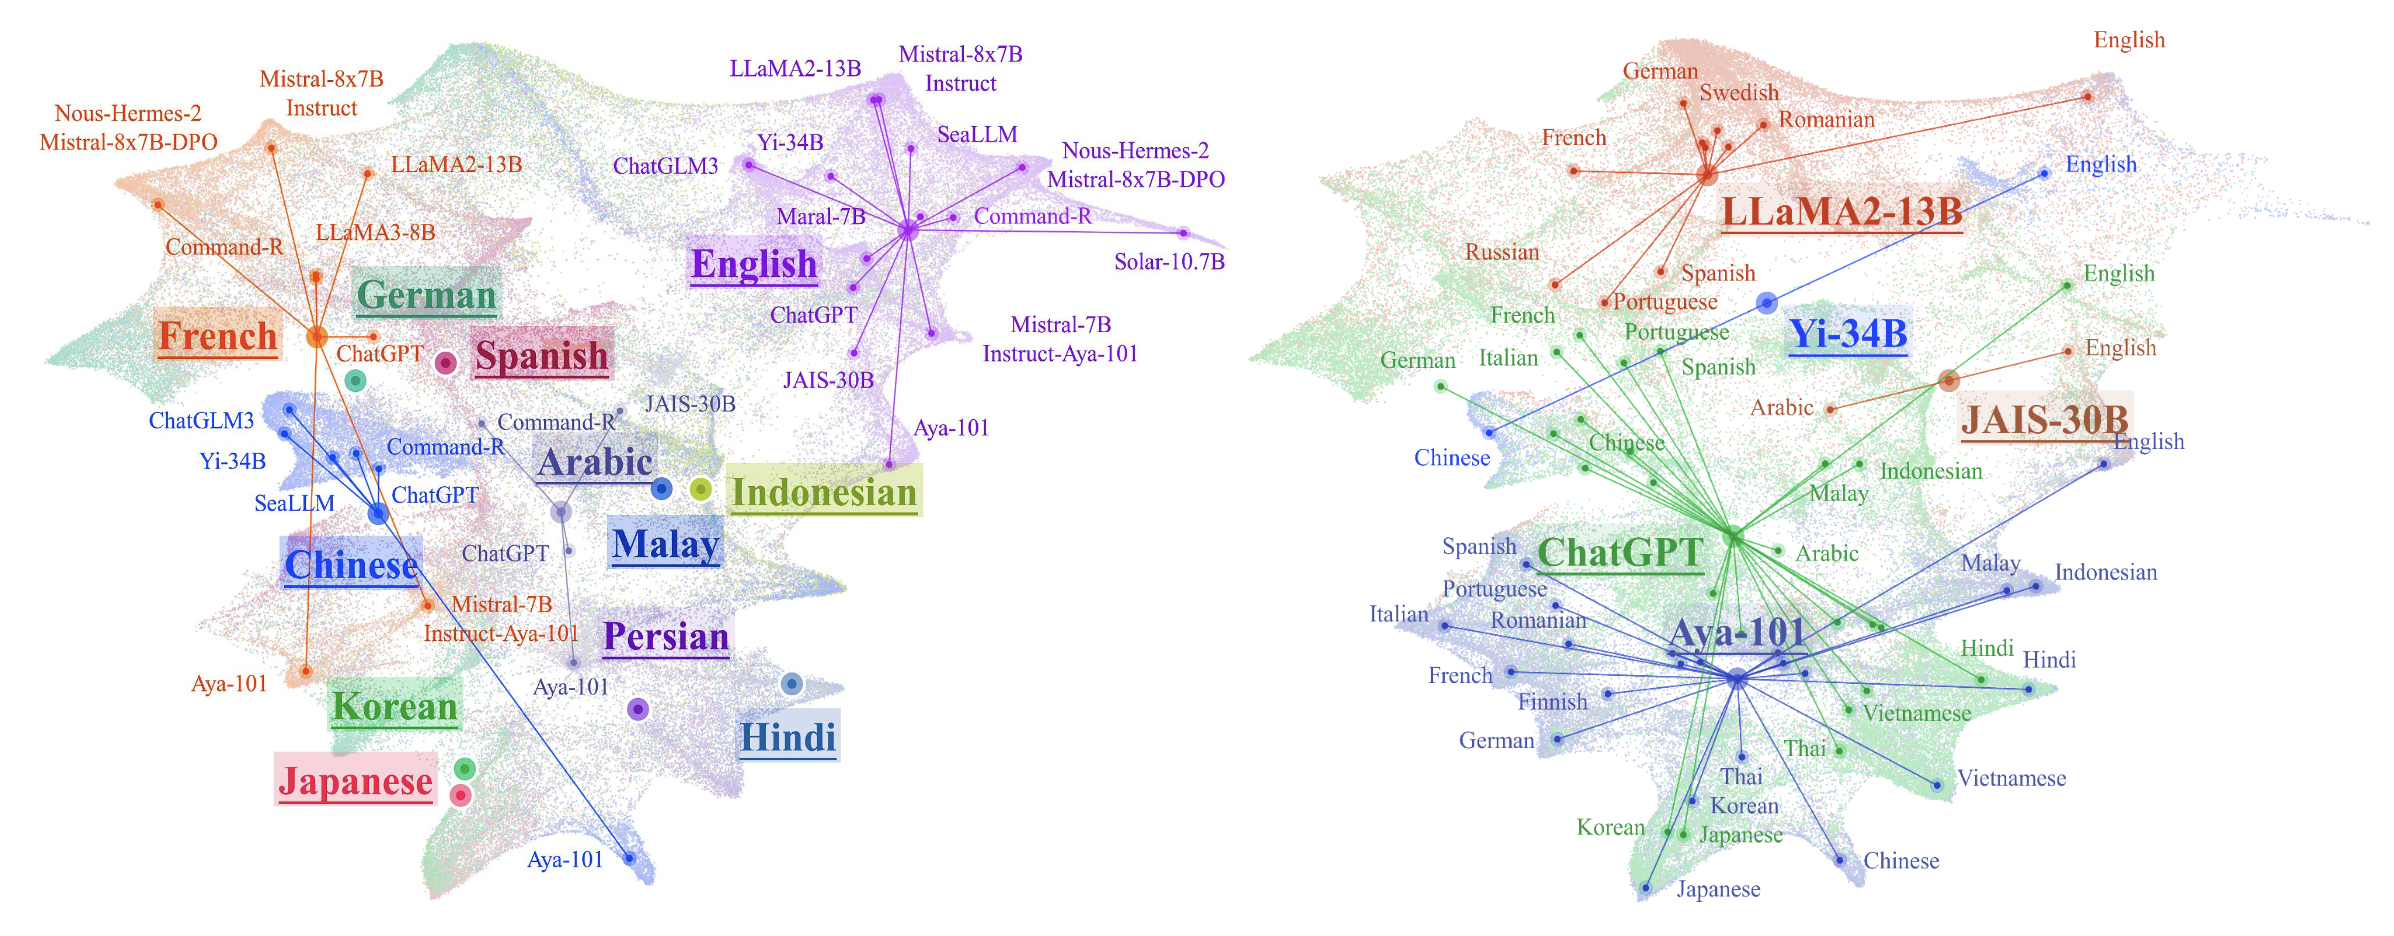 Nous-Hermes-2
Mistral-8x7B-DPO
Mistral-8x7B
Instruct
LLaMA2-13B
Command-R
LLaMA3-8B
German
French
ChatGPT
Spanish
LLaMA2-13B
Mistral-8x7B
Instruct
Yi-34B
SeaLLM
ChatGLM3
Nous-Hermes-2
Mistral-8x7B-DPO
Maral-7B
Command-R
English
Solar-10.7B
ChatGPT
Mistral-7B
Instruct-Aya-101
JAIS-30B
Aya-101
ChatGLM3
Command-R
Yi-34B
ChatGPT
SeaLLM
Chinese
Command-R
JAIS-30B
Arabic
Indonesian
Malay
ChatGPT
Mistral-7B
Instruct-Aya-101
Persian
Aya-101
Aya-101
Korean
Hindi
Japanese
Aya-101
English
German
Swedish
Romanian
French
English
LLaMA2-13B
Russian
Spanish
Portuguese
English
French
Portuguese
Yi-34B
German
Italian
Spanish
English
Arabic
JAIS-30B
English
Chinese
Chinese
Indonesian
Malay
Spanish
ChatGPT
Arabic
Malay
Indonesian
Portuguese
Italian
Romanian
Aya-101
Hindi
Hindi
French
Finnish
Vietnamese
German
Thai
Thai
Vietnamese
Korean
Korean
Japanese
Chinese
Japanese